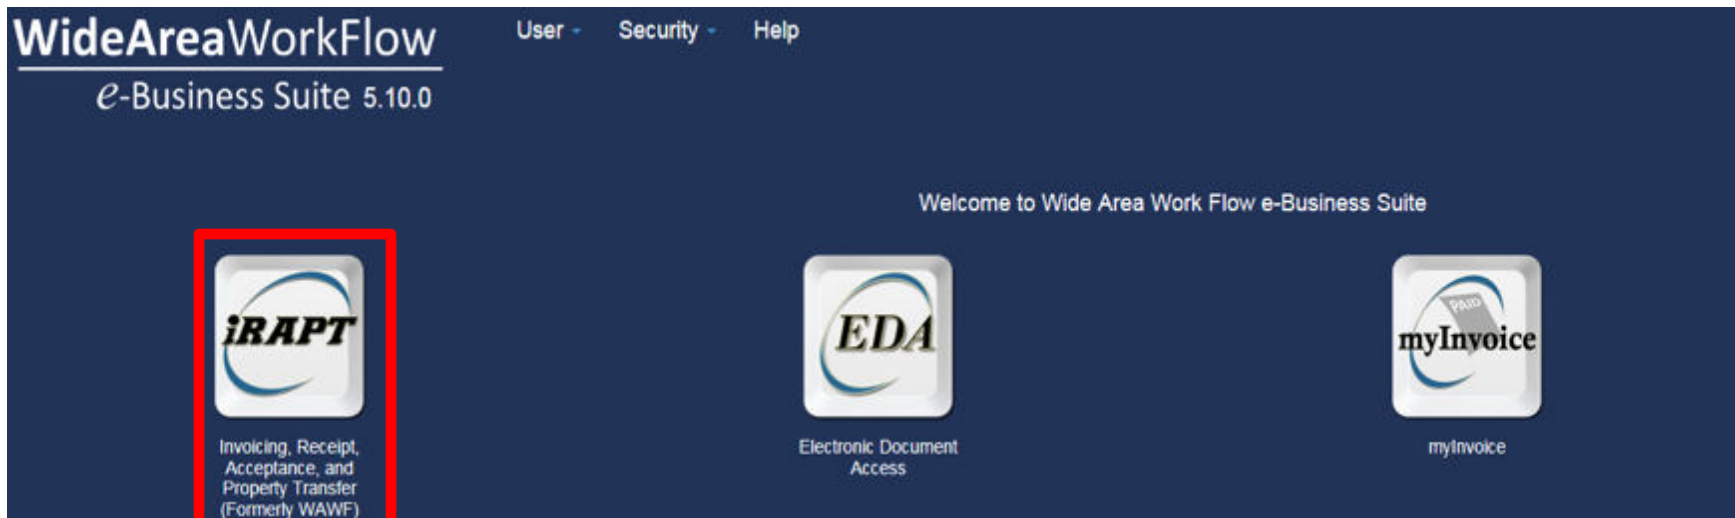 WideAreaWorkFlow
User Security Help
e-Business Suite 5.10.0
Welcome to Wide Area Work Flow e-Business Suite
iRAPT
EDA
PAID
myInvoice
Invoicing, Receipt,
Acceptance, and
Property Transfer
(Formerly WAWF)
Electronic Document
Access
myInvoice